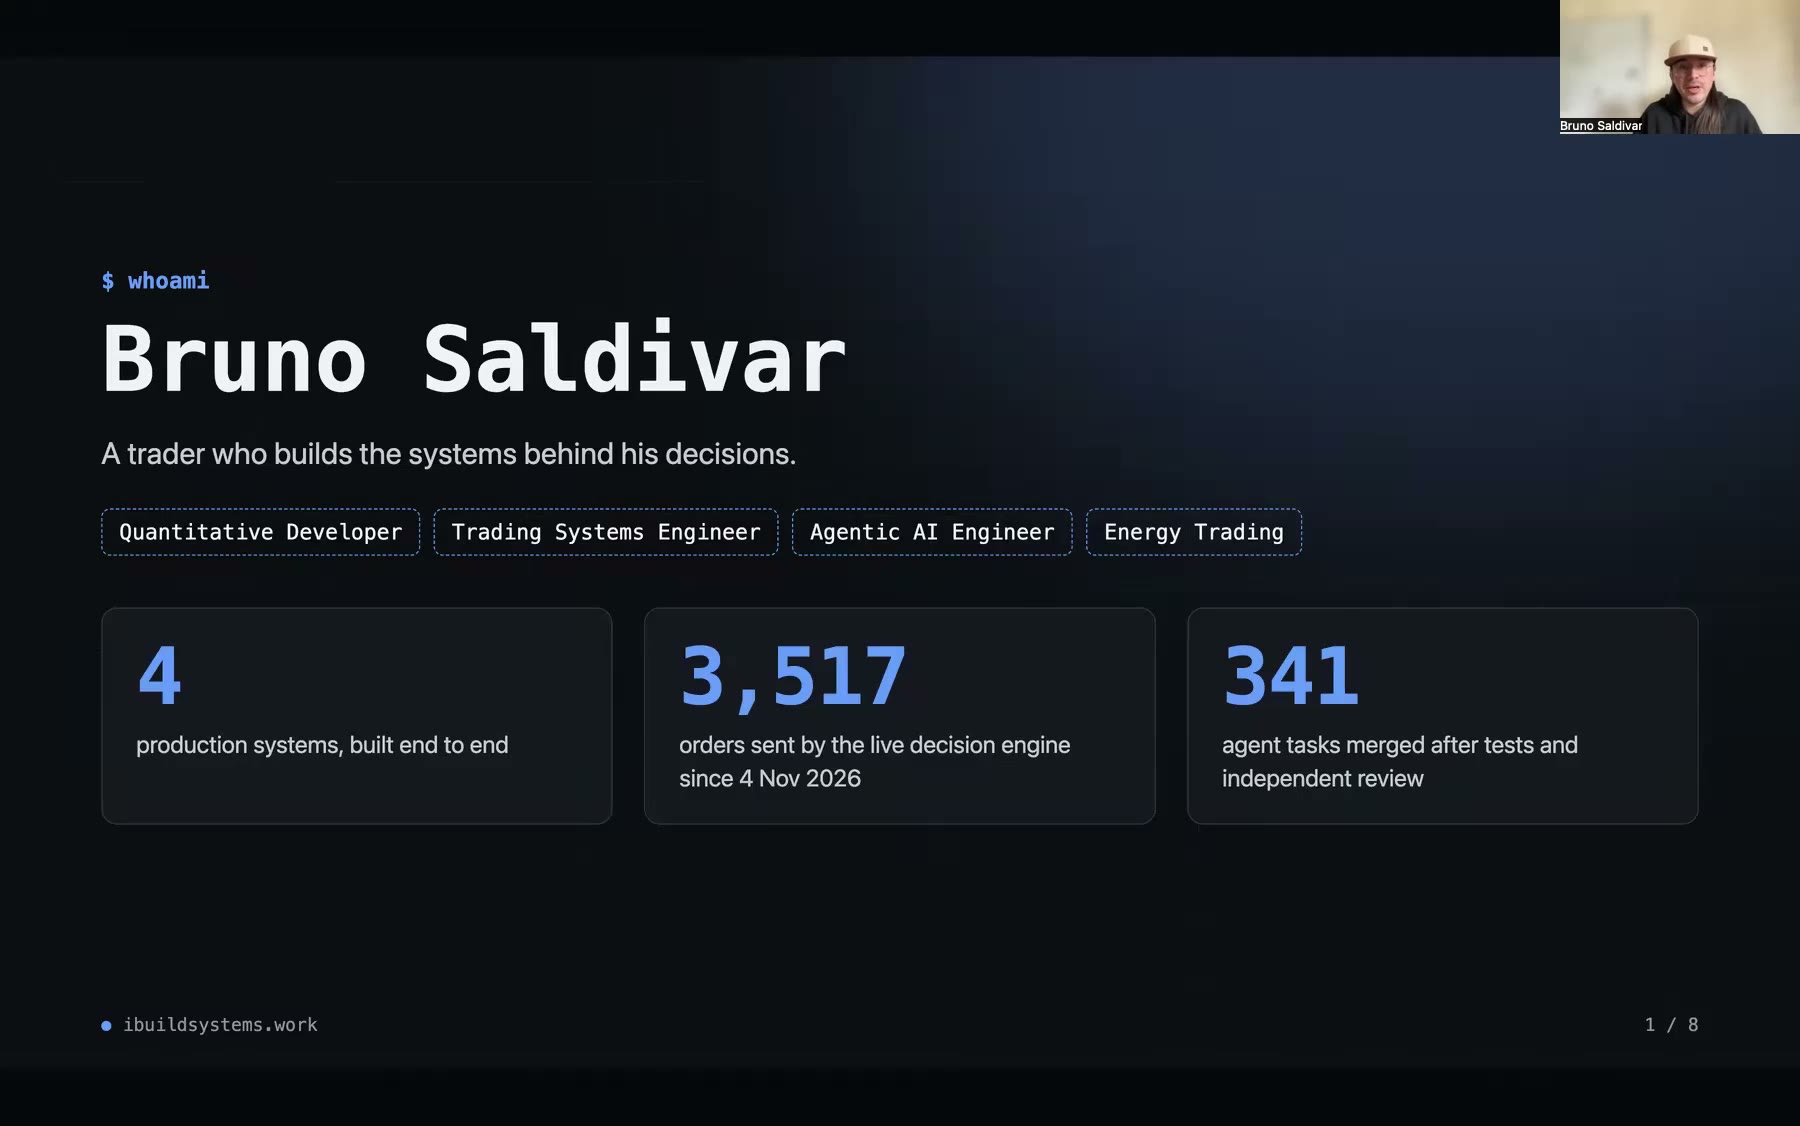 Bruno Saldivar
$ whoami
Bruno Saldivar
A trader who builds the systems behind his decisions.
Quantitative Developer
Trading Systems Engineer
Agentic AI Engineer
Energy Trading
4
production systems, built end to end
3,517
orders sent by the live decision engine
since 4 Nov 2026
341
agent tasks merged after tests and
independent review
ibuildsystems.work
1 / 8